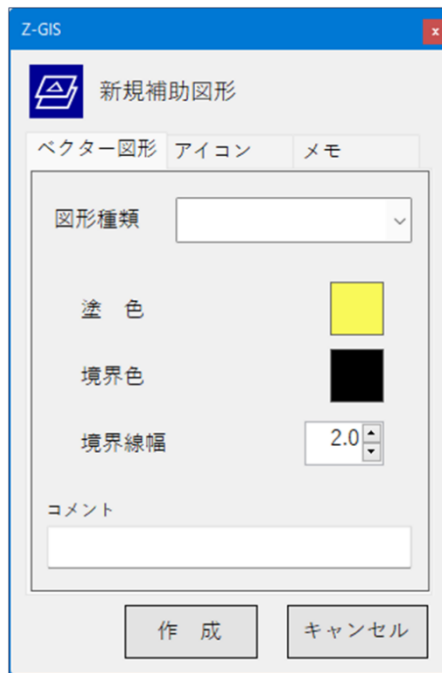 Z-GIS
x
新規補助図形
ベクター図形 アイコン メモ
図形種類
塗　色
境界色
境界線幅 2.0
コメント
作　成 キャンセル